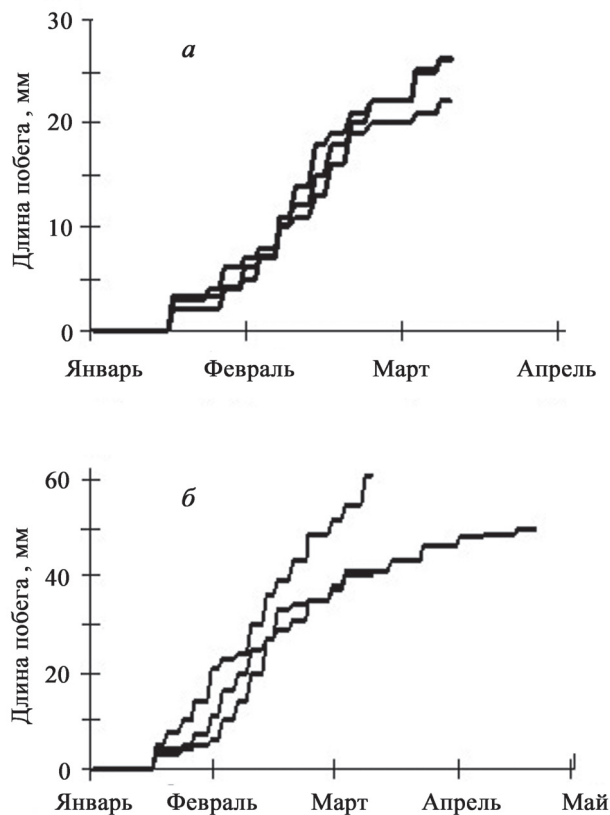 30
а
20
10
0
Длина побега , мм
Январь Февраль Март Апрель
60
б
40
20
0
Длина побега , мм
Январь Февраль Март Апрель Май